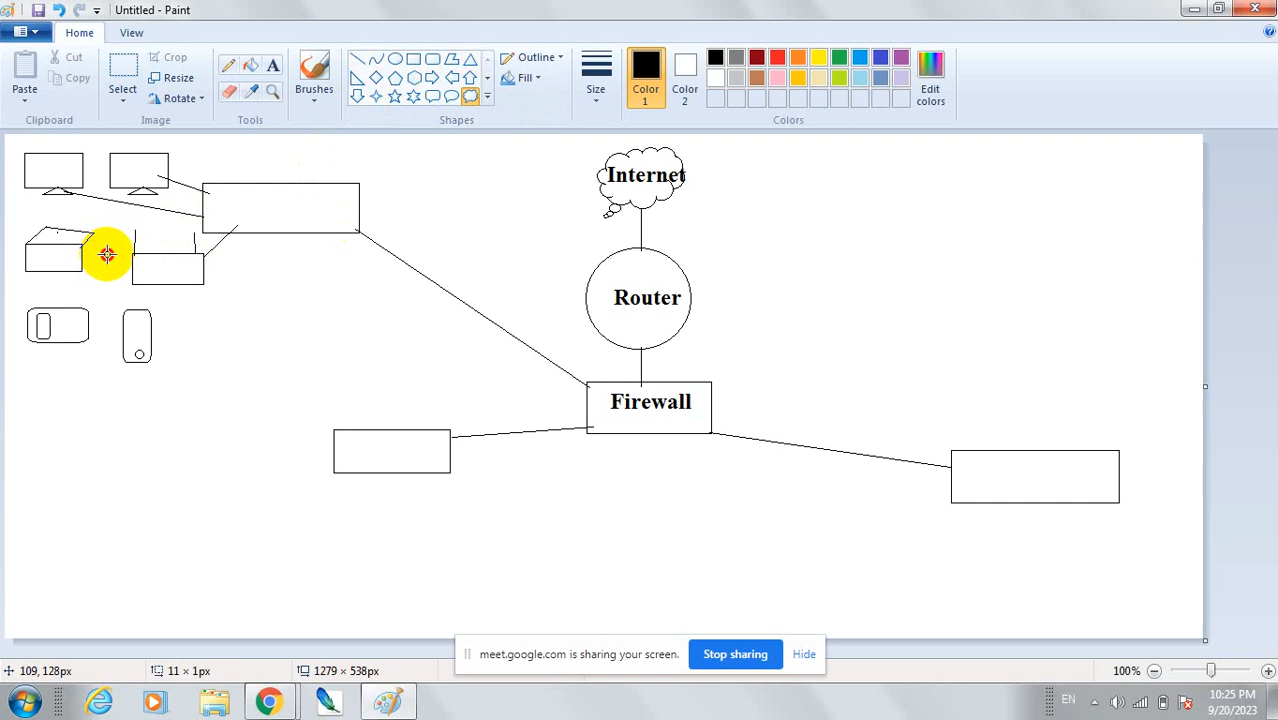 Untitled - Paint
Home
View
Paste
Cut
Copy
Clipboard
Select
Crop
Resize
Rotate
Image
A
Tools
Brushes
Outline
Fill
Shapes
Size
Color 1
Color 2
Edit colors
Colors
Internet
Router
Firewall
meet.google.com is sharing your screen.
Stop sharing
Hide
109, 128px
11 × 1px
1279 × 538px
100%
EN
10:25 PM
9/20/2023